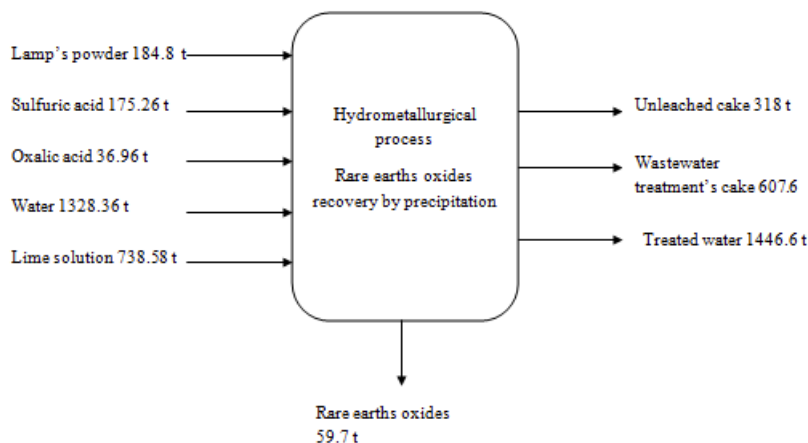 Lamp's powder 184.8 t
Sulfuric acid 175.26 t
Oxalic acid 36.96 t
Water 1328.36 t
Lime solution 738.58 t
Hydrometallurgical
process
Rare earths oxides
recovery by precipitation
Unleached cake 318 t
Wastewater
treatment's cake 607.6
Treated water 1446.6 t
Rare earths oxides
59.7 t